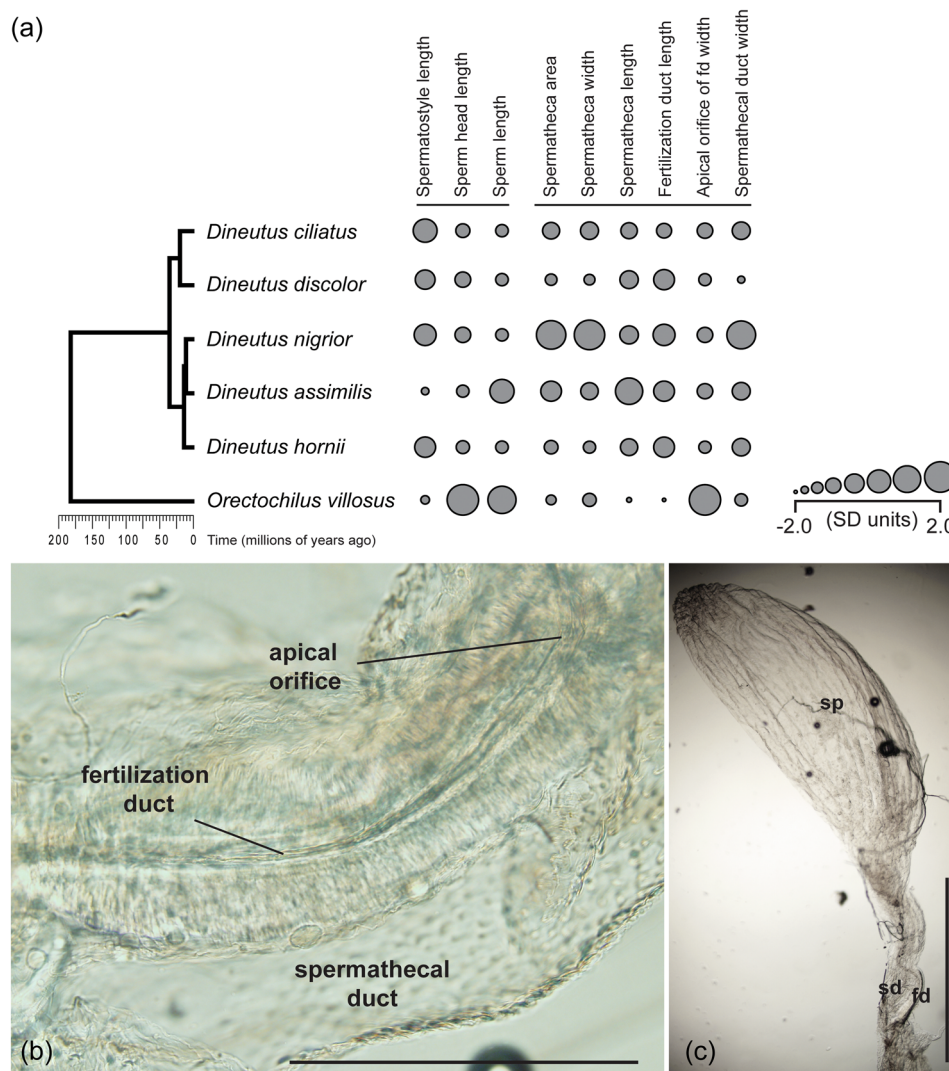 (a)
Spermatostyle length
Sperm head length
Sperm length
Spermatheca area
Spermatheca width
Spermatheca length
Fertilization duct length
Apical orifice of fd width
Spermathecal duct width
Dineutus ciliatus
Dineutus discolor
Dineutus nigrior
Dineutus assimilis
Dineutus hornii
Orectochilus villosus
-2.0 (SD units) 2.0
200 150 100 50 0 Time (millions of years ago)
apical
orifice
fertilization
duct
spermathecal
duct
(b)
sp
sd fd
(c)